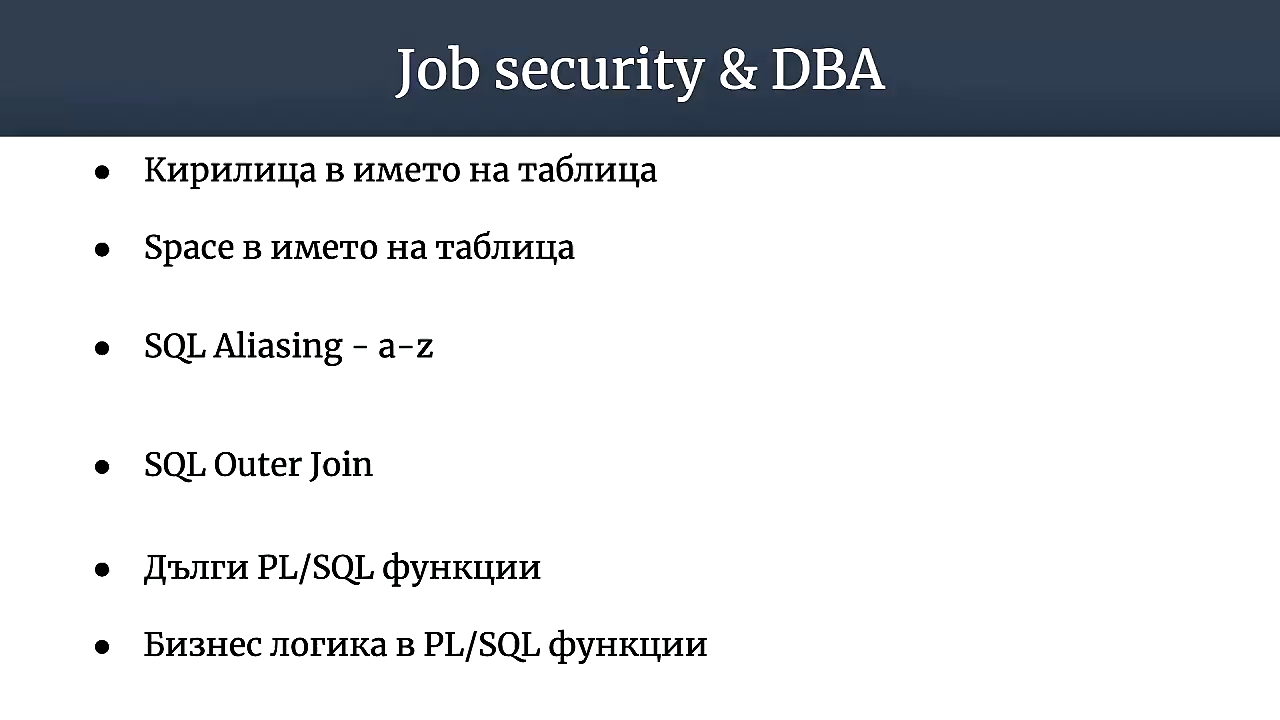 Job security & DBA
● Кирилица в името на таблица
● Space в името на таблица
● SQL Aliasing - a-z
● SQL Outer Join
● Дълги PL/SQL функции
● Бизнес логика в PL/SQL функции